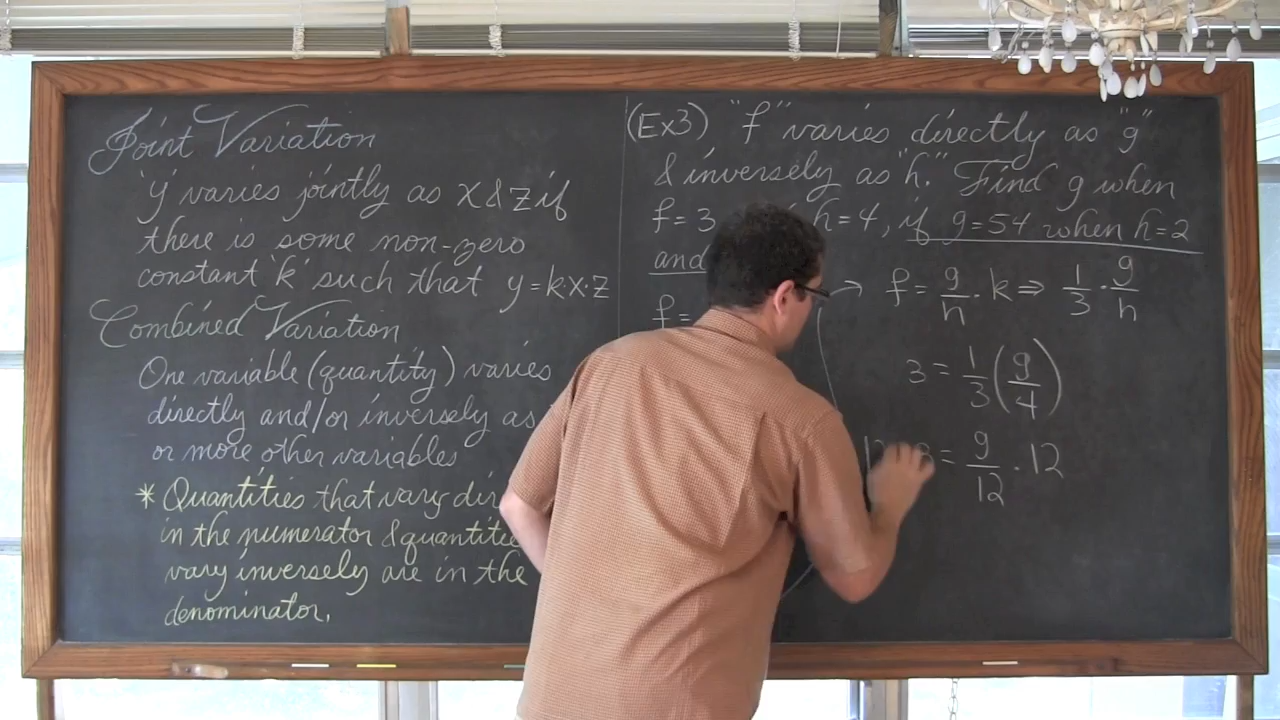 Joint Variation
"y" varies jointly as x & z if
there is some non-zero
constant "k" such that y = k·x·z
Combined Variation
One variable (quantity) varies
directly and/or inversely as
or more other variables
* Quantities that vary
in the numerator &
vary inversely are in the
denominator.
(Ex3) "f" varies directly as "g"
& inversely as "h." Find g when
f = 3 h = 4, if g = 54 when h = 2
and
f =
→ f = g/h · k ⇒ 1/3 · g/h
3 = 1/3 (g/4)
= g/12 · 12